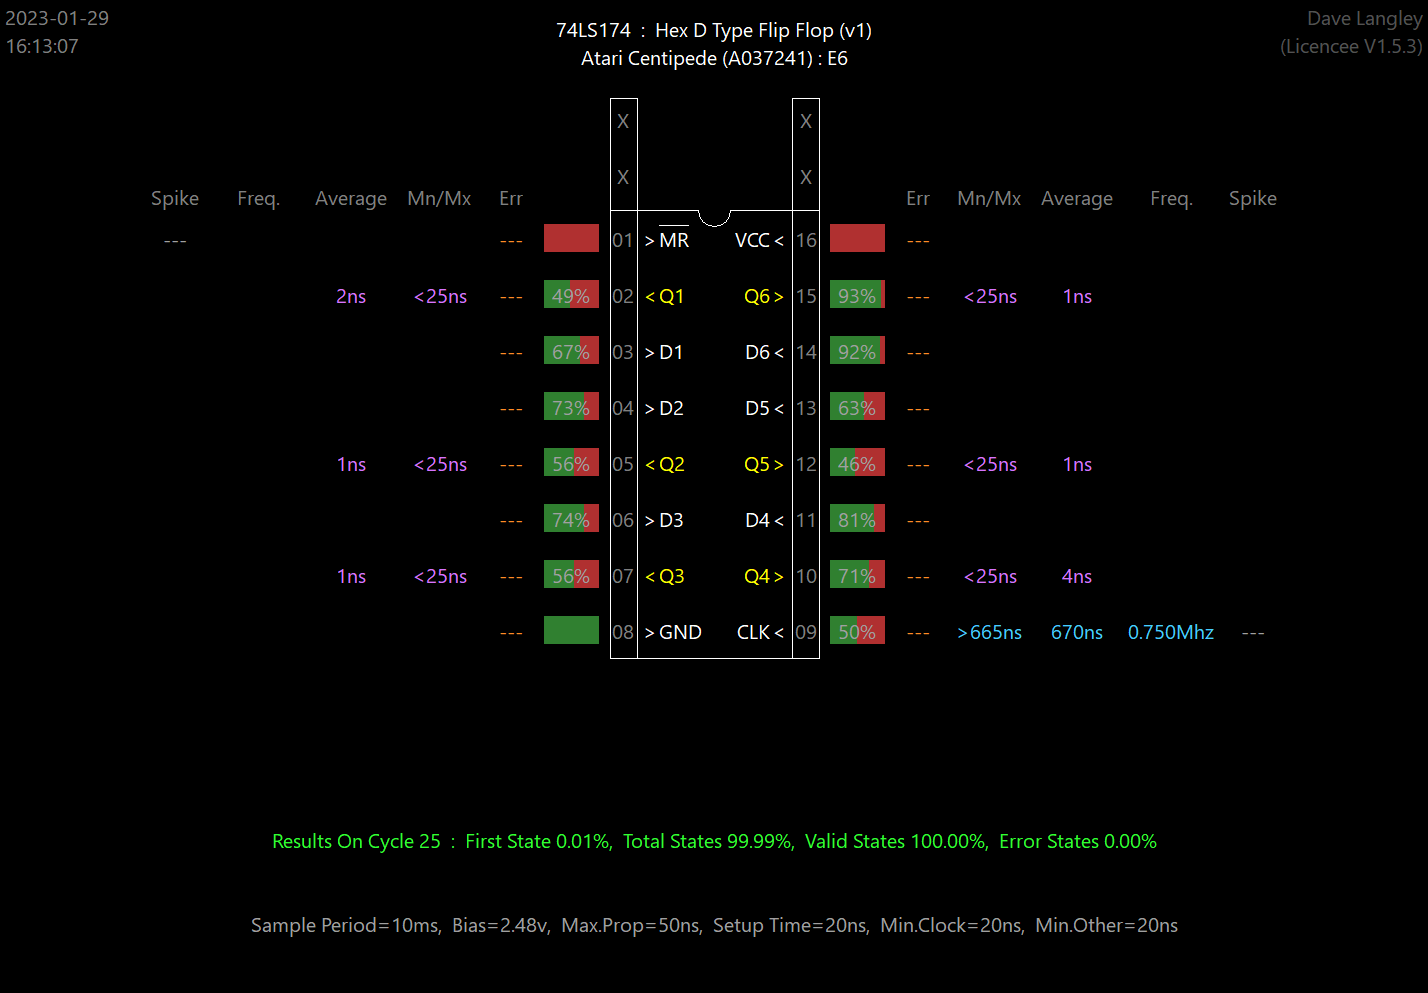 2023-01-29
16:13:07
74LS174 : Hex D Type Flip Flop (v1)
Atari Centipede (A037241) : E6
Dave Langley
(Licencee V1.5.3)
X X
X X
Spike Freq. Average Mn/Mx Err Err Mn/Mx Average Freq. Spike
--- --- 01 >MR VCC< 16 ---
2ns <25ns --- 49% 02 <Q1 Q6> 15 93% --- <25ns 1ns
--- 67% 03 >D1 D6< 14 92% ---
--- 73% 04 >D2 D5< 13 63% ---
1ns <25ns --- 56% 05 <Q2 Q5> 12 46% --- <25ns 1ns
--- 74% 06 >D3 D4< 11 81% ---
1ns <25ns --- 56% 07 <Q3 Q4> 10 71% --- <25ns 4ns
--- 08 >GND CLK< 09 50% --- >665ns 670ns 0.750Mhz ---
Results On Cycle 25 : First State 0.01%, Total States 99.99%, Valid States 100.00%, Error States 0.00%
Sample Period=10ms, Bias=2.48v, Max.Prop=50ns, Setup Time=20ns, Min.Clock=20ns, Min.Other=20ns